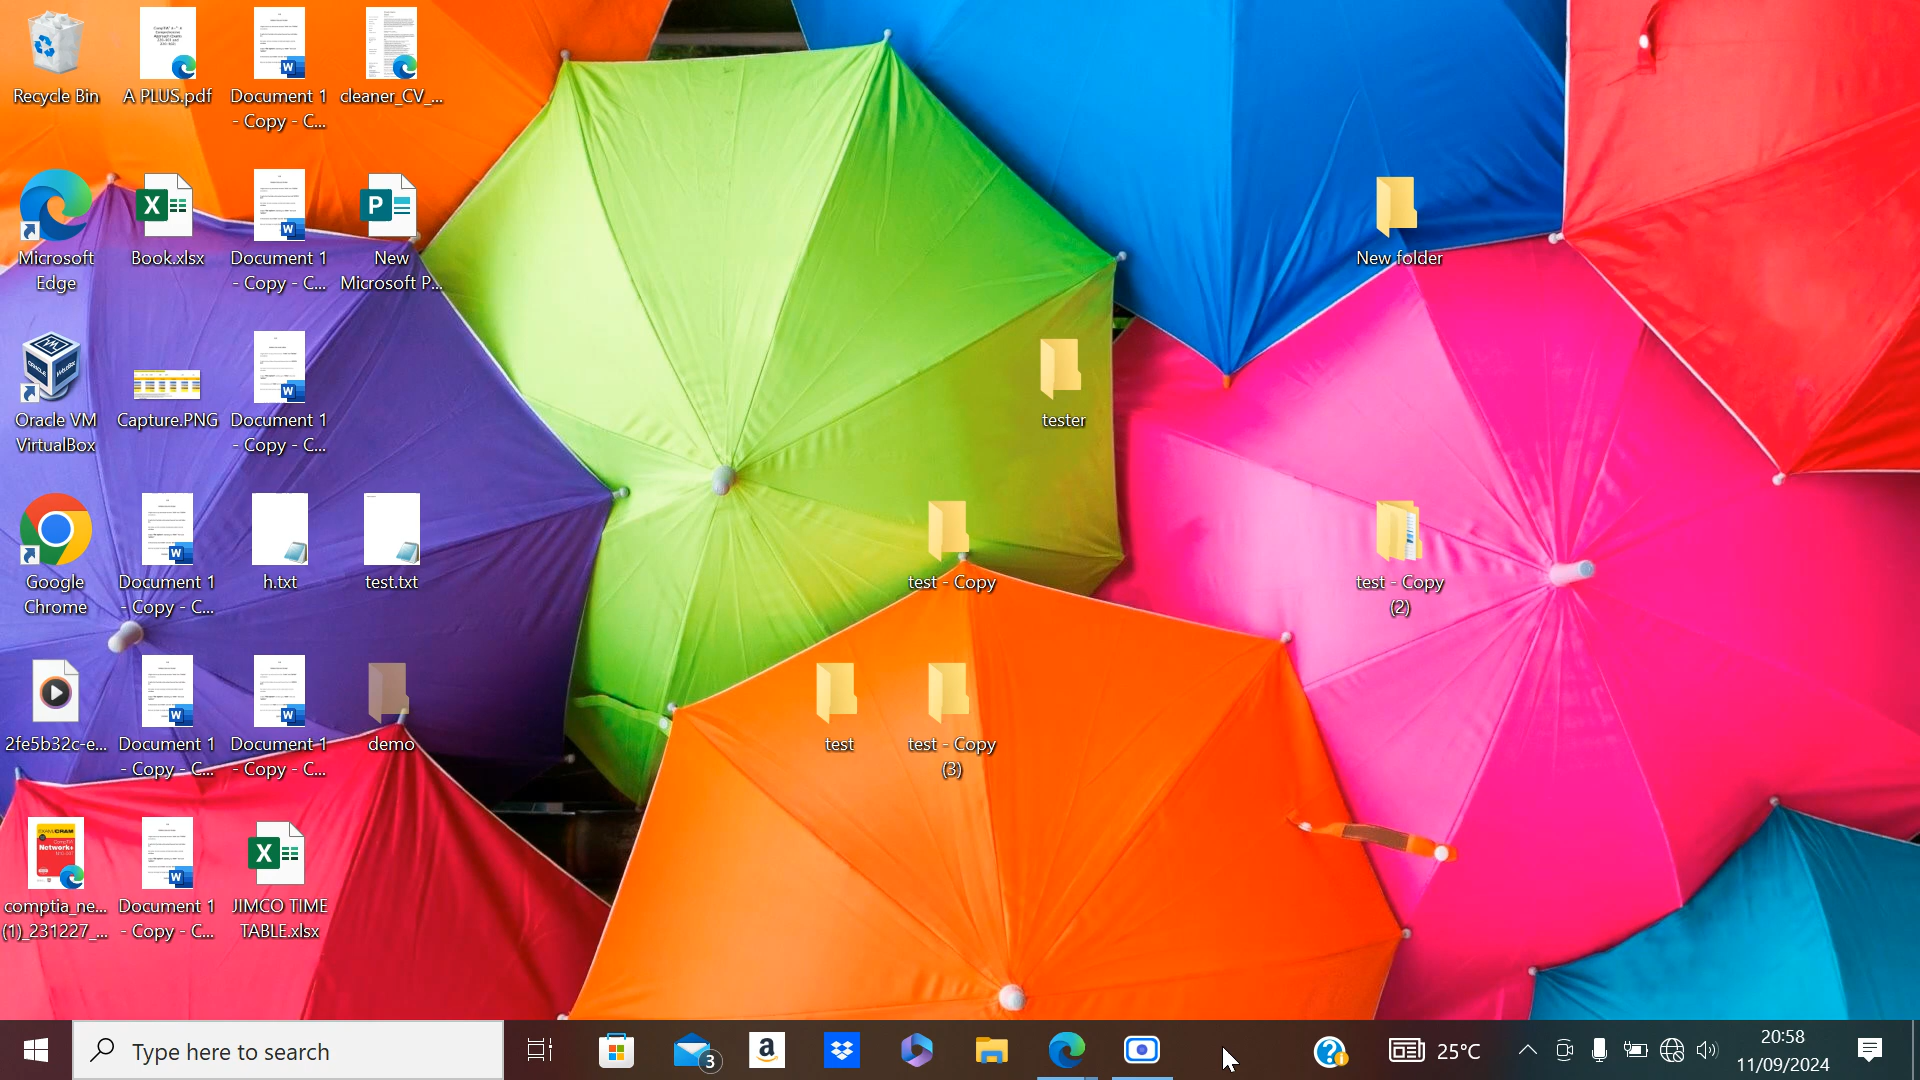 Recycle Bin
A PLUS.pdf
Document 1
- Copy - C...
cleaner_CV_...
Microsoft
Edge
Book.xlsx
Document 1
- Copy - C...
New
Microsoft P...
New folder
Oracle VM
VirtualBox
Capture.PNG
Document 1
- Copy - C...
tester
Google
Chrome
Document 1
- Copy - C...
h.txt
test.txt
test - Copy
test - Copy
(2)
2fe5b32c-e...
Document 1
- Copy - C...
Document 1
- Copy - C...
demo
test
test - Copy
(3)
comptia_ne...
(1)_231227_...
Document 1
- Copy - C...
JIMCO TIME
TABLE.xlsx
Type here to search
3
25°C
20:58
11/09/2024